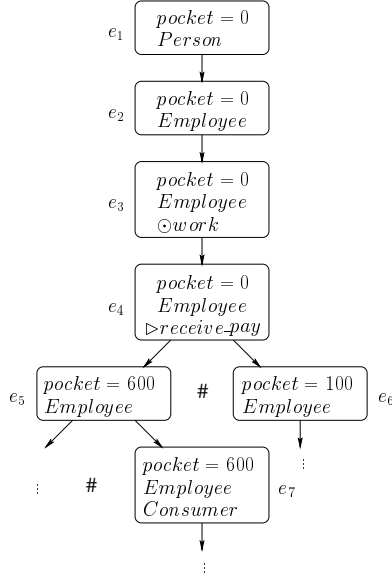 pocket = 0
e1 Person
pocket = 0
e2 Employee
pocket = 0
e3 Employee
⊙work
pocket = 0
e4 Employee
▷receive_pay
pocket = 600 # pocket = 100
e5 Employee Employee e6
⋮ # pocket = 600 ⋮
Employee e7
Consumer
⋮